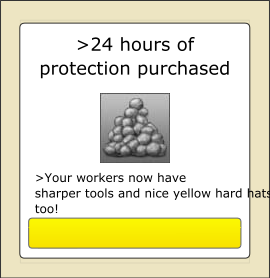 >24 hours of
protection purchased
>Your workers now have
sharper tools and nice yellow hard hats
too!